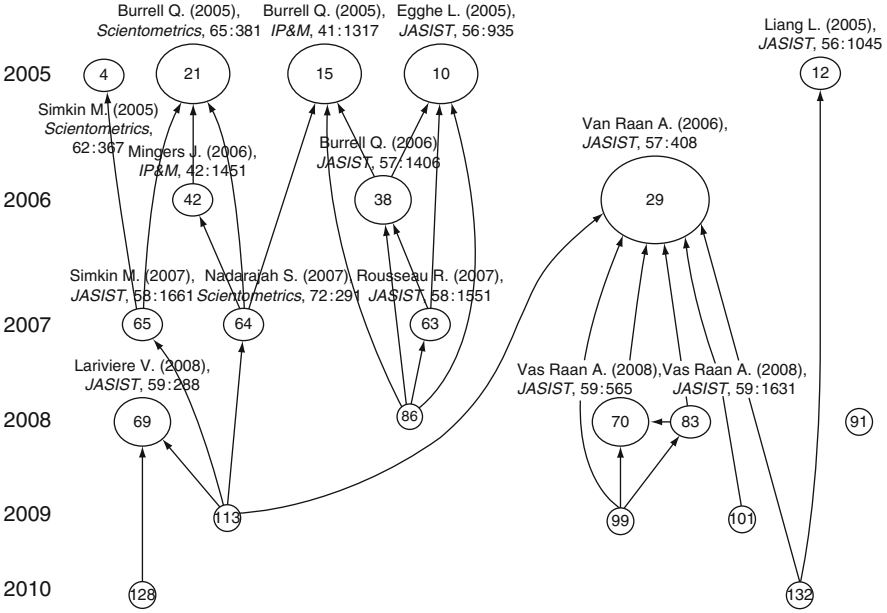 Burrell Q. (2005),
Scientometrics, 65:381
Burrell Q. (2005),
IP&M, 41:1317
Egghe L. (2005),
JASIST, 56:935
Liang L. (2005),
JASIST, 56:1045
2005
4
21
15
10
12
Simkin M. (2005)
Scientometrics,
62:367
Mingers J. (2006),
IP&M, 42:1451
Burrell Q. (2006)
JASIST, 57:1406
Van Raan A. (2006),
JASIST, 57:408
2006
42
38
29
Simkin M. (2007),
JASIST, 58:1661
Nadarajah S. (2007),
Scientometrics, 72:291
Rousseau R. (2007),
JASIST, 58:1551
2007
65
64
63
Lariviere V. (2008),
JASIST, 59:288
Vas Raan A. (2008),
JASIST, 59:565
Vas Raan A. (2008),
JASIST, 59:1631
2008
69
86
70
83
91
2009
113
99
101
2010
128
132